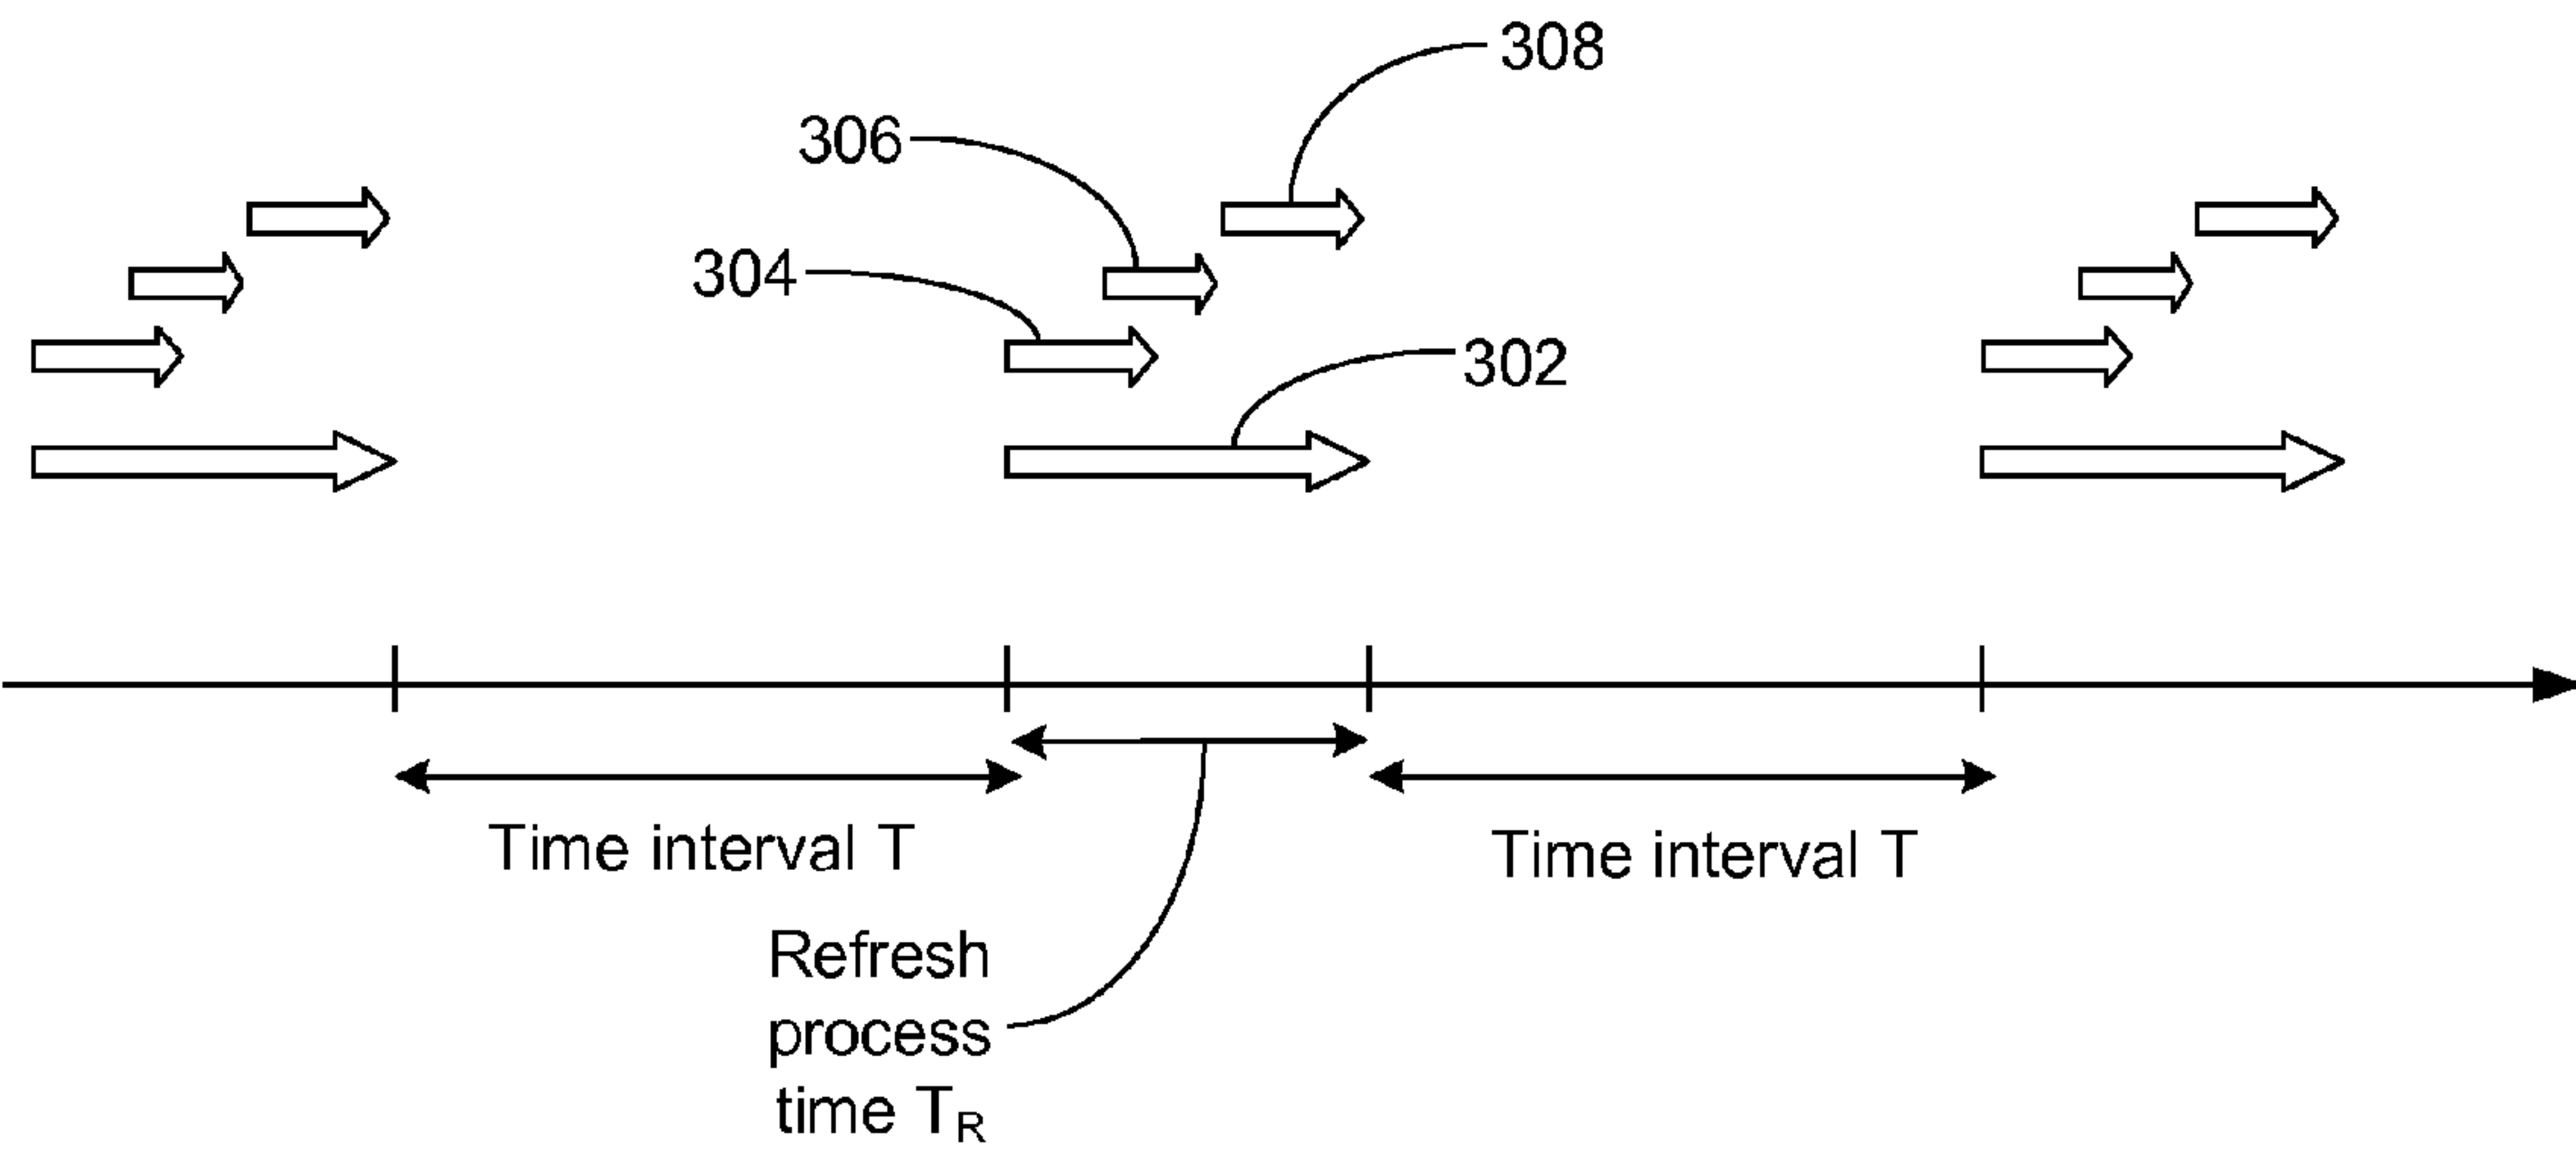 308
306
304
302
Time interval T
Time interval T
Refresh
process
time TR